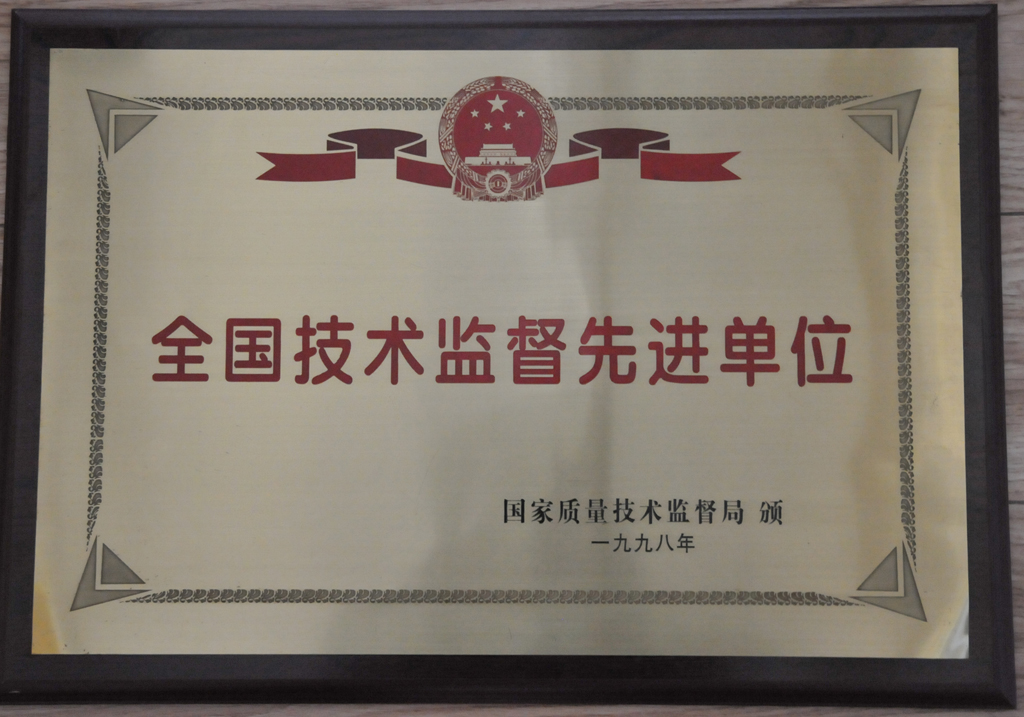 全国技术监督先进单位
国家质量技术监督局 颁
一九九八年